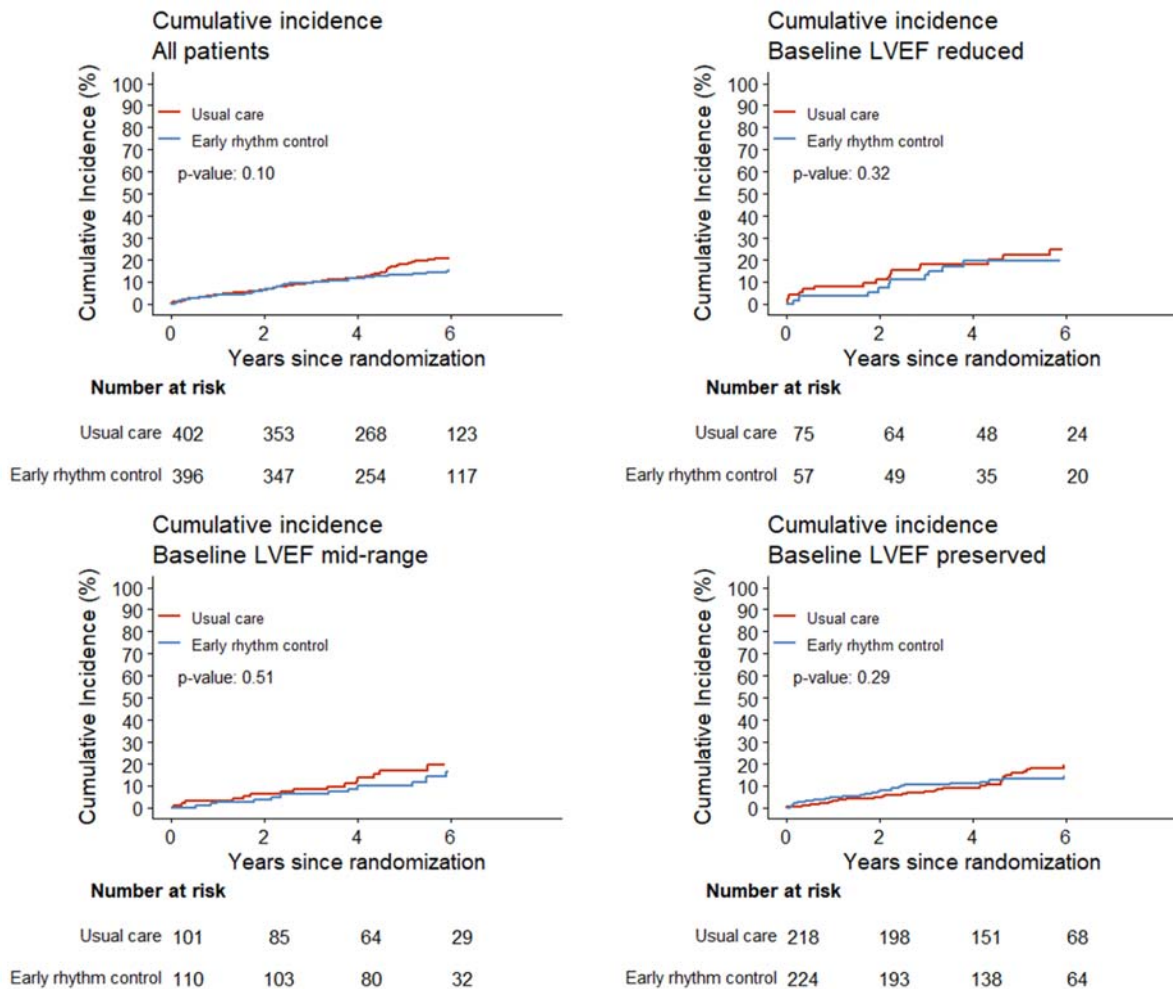 Cumulative incidence
All patients
Cumulative Incidence (%)
100
90
80
70
60
50
40
30
20
10
0
Usual care
Early rhythm control
p-value: 0.10
0 2 4 6
Years since randomization
Number at risk
Usual care 402 353 268 123
Early rhythm control 396 347 254 117
Cumulative incidence
Baseline LVEF reduced
Cumulative Incidence (%)
100
90
80
70
60
50
40
30
20
10
0
Usual care
Early rhythm control
p-value: 0.32
0 2 4 6
Years since randomization
Number at risk
Usual care 75 64 48 24
Early rhythm control 57 49 35 20
Cumulative incidence
Baseline LVEF mid-range
Cumulative Incidence (%)
100
90
80
70
60
50
40
30
20
10
0
Usual care
Early rhythm control
p-value: 0.51
0 2 4 6
Years since randomization
Number at risk
Usual care 101 85 64 29
Early rhythm control 110 103 80 32
Cumulative incidence
Baseline LVEF preserved
Cumulative Incidence (%)
100
90
80
70
60
50
40
30
20
10
0
Usual care
Early rhythm control
p-value: 0.29
0 2 4 6
Years since randomization
Number at risk
Usual care 218 198 151 68
Early rhythm control 224 193 138 64